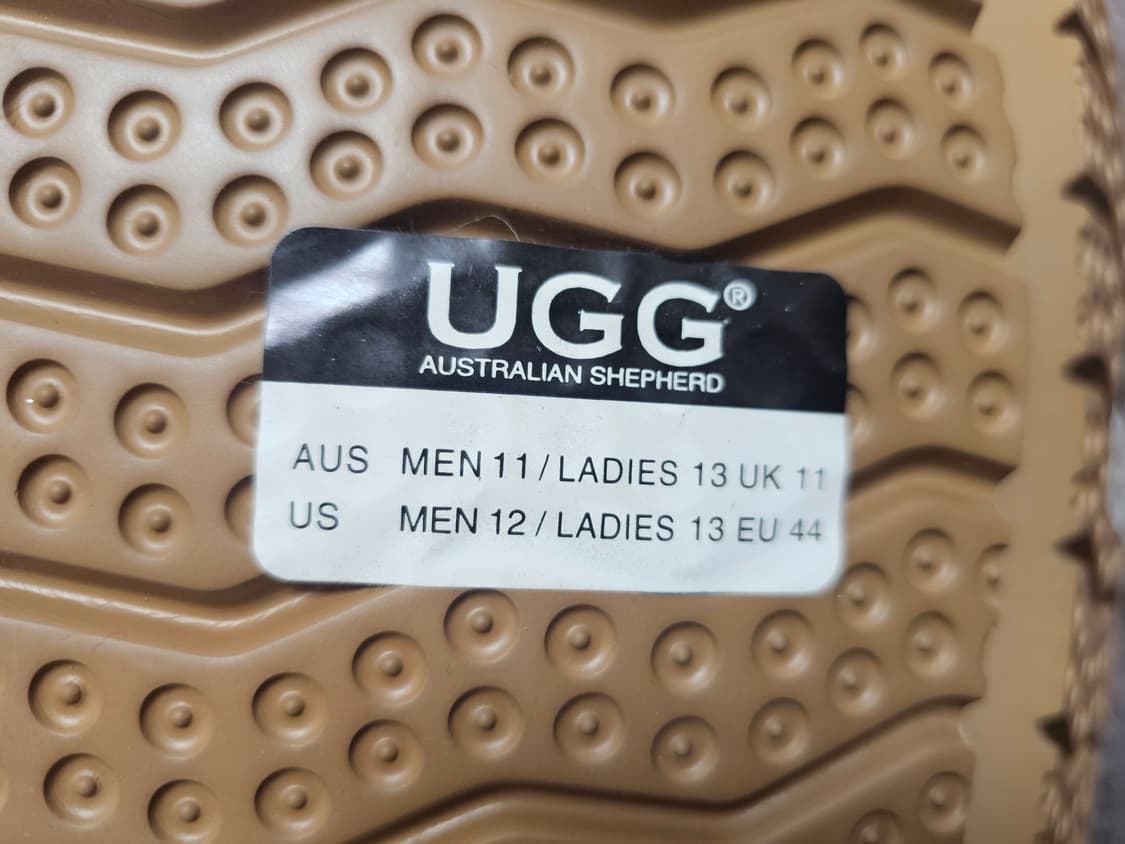 UGG®
AUSTRALIAN SHEPHERD
AUS MEN 11 / LADIES 13 UK 11
US MEN 12 / LADIES 13 EU 44